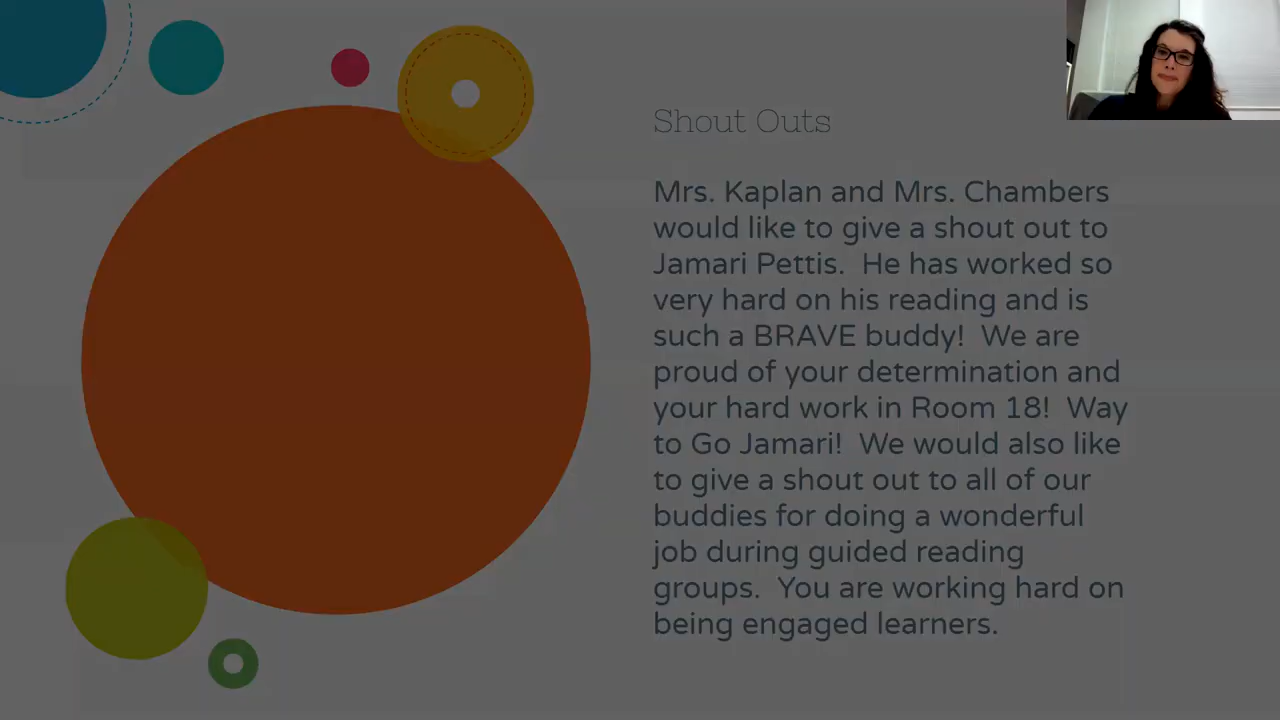 Shout Outs
Mrs. Kaplan and Mrs. Chambers
would like to give a shout out to
Jamari Pettis.  He has worked so
very hard on his reading and is
such a BRAVE buddy!  We are
proud of your determination and
your hard work in Room 18!  Way
to Go Jamari!  We would also like
to give a shout out to all of our
buddies for doing a wonderful
job during guided reading
groups.  You are working hard on
being engaged learners.